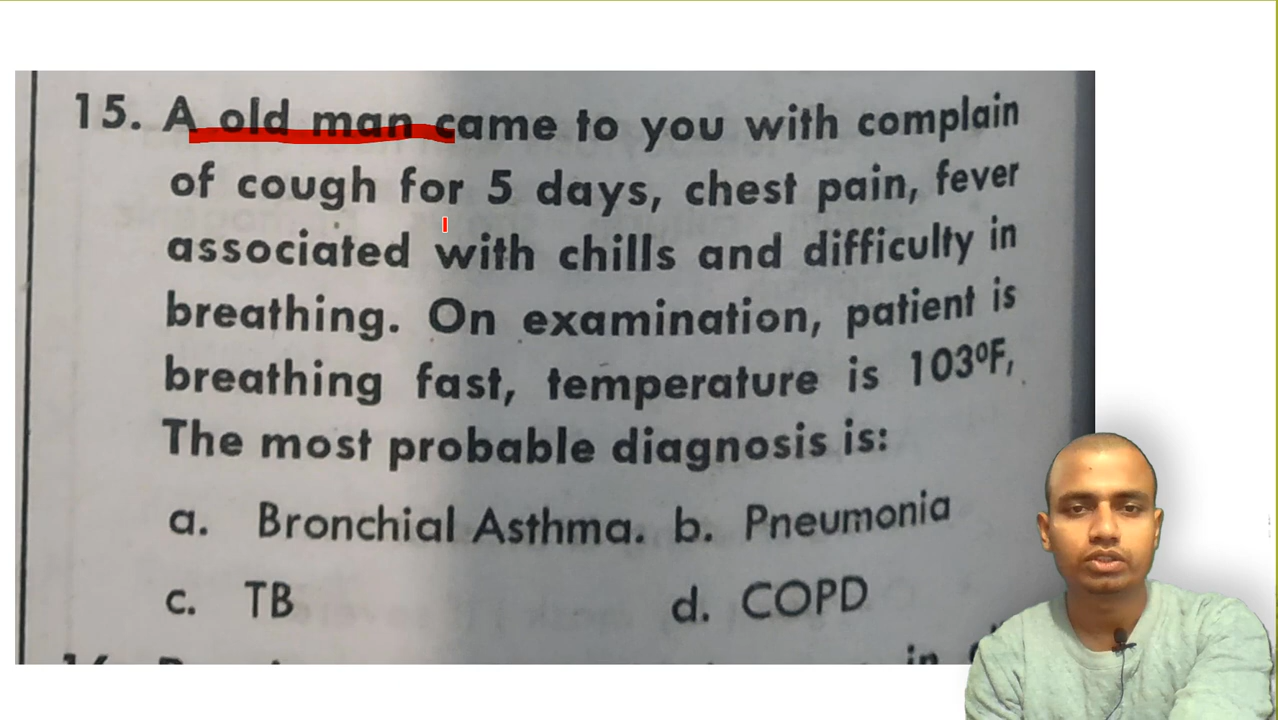 15. A old man came to you with complain
of cough for 5 days, chest pain, fever
associated with chills and difficulty in
breathing. On examination, patient is
breathing fast, temperature is 103⁰F,
The most probable diagnosis is:
a. Bronchial Asthma. b. Pneumonia
c. TB d. COPD